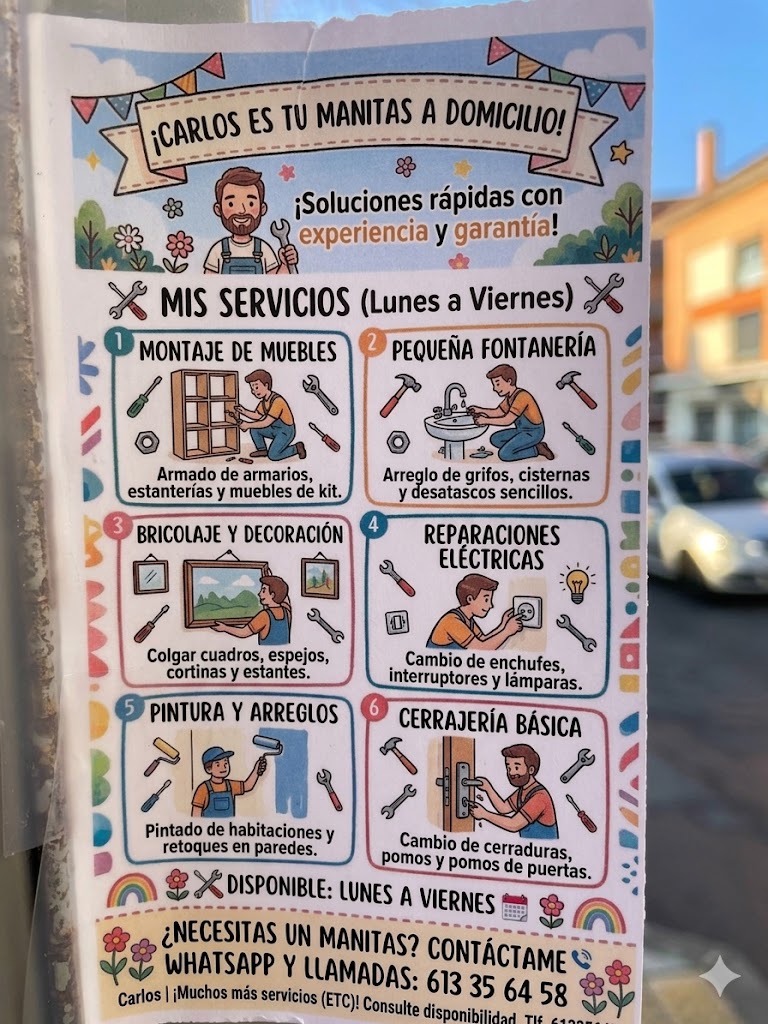 ¡CARLOS ES TU MANITAS A DOMICILIO!
¡Soluciones rápidas con
experiencia y garantía!
MIS SERVICIOS (Lunes a Viernes)
1
MONTAJE DE MUEBLES
Armado de armarios,
estanterías y muebles de kit.
2
PEQUEÑA FONTANERÍA
Arreglo de grifos, cisternas
y desatascos sencillos.
3
BRICOLAJE Y DECORACIÓN
Colgar cuadros, espejos,
cortinas y estantes.
4
REPARACIONES
ELÉCTRICAS
Cambio de enchufes,
interruptores y lámparas.
5
PINTURA Y ARREGLOS
Pintado de habitaciones y
retoques en paredes.
6
CERRAJERÍA BÁSICA
Cambio de cerraduras,
pomos y pomos de puertas.
DISPONIBLE: LUNES A VIERNES
¿NECESITAS UN MANITAS? CONTÁCTAME
WHATSAPP Y LLAMADAS: 613 35 64 58
Carlos | ¡Muchos más servicios (ETC)! Consulte disponibilidad. Tlf.